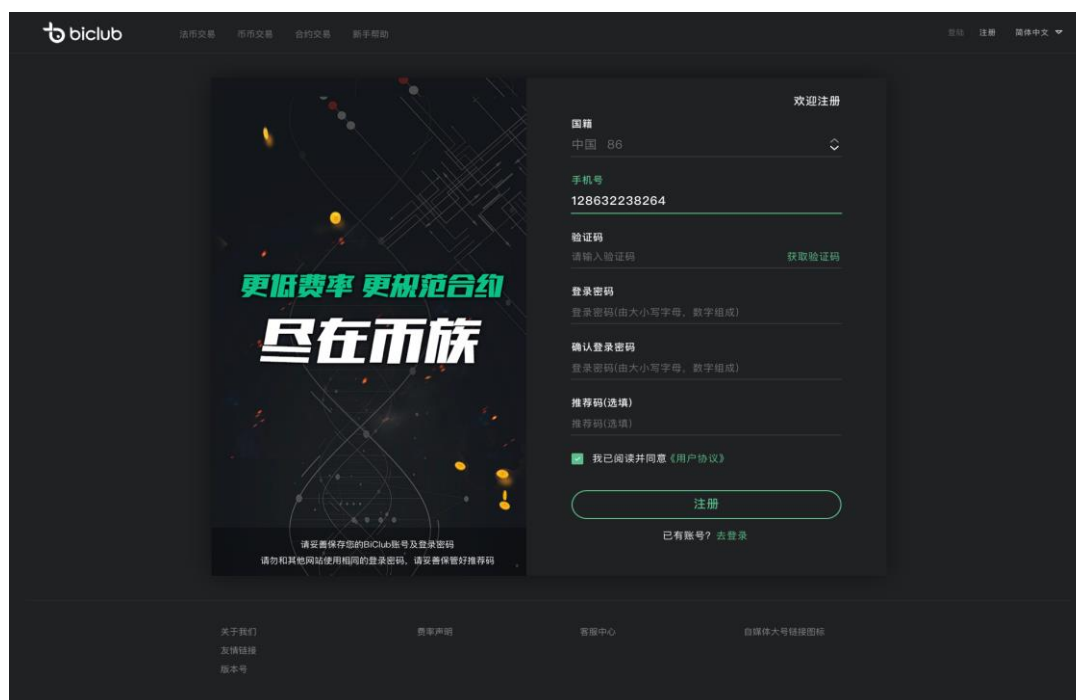 biclub
法币交易 币币交易 合约交易 新手帮助
登陆 注册 简体中文
更低费率 更规范合约
尽在币族
请妥善保存您的BiClub账号及登录密码
请勿和其他网站使用相同的登录密码，请妥善保管好推荐码
欢迎注册
国籍
中国 86
手机号
128632238264
验证码
请输入验证码 获取验证码
登录密码
登录密码(由大小写字母，数字组成)
确认登录密码
登录密码(由大小写字母，数字组成)
推荐码(选填)
推荐码(选填)
我已阅读并同意《用户协议》
注册
已有账号? 去登录
关于我们 费率声明 客服中心 自媒体大号链接图标
友情链接
版本号